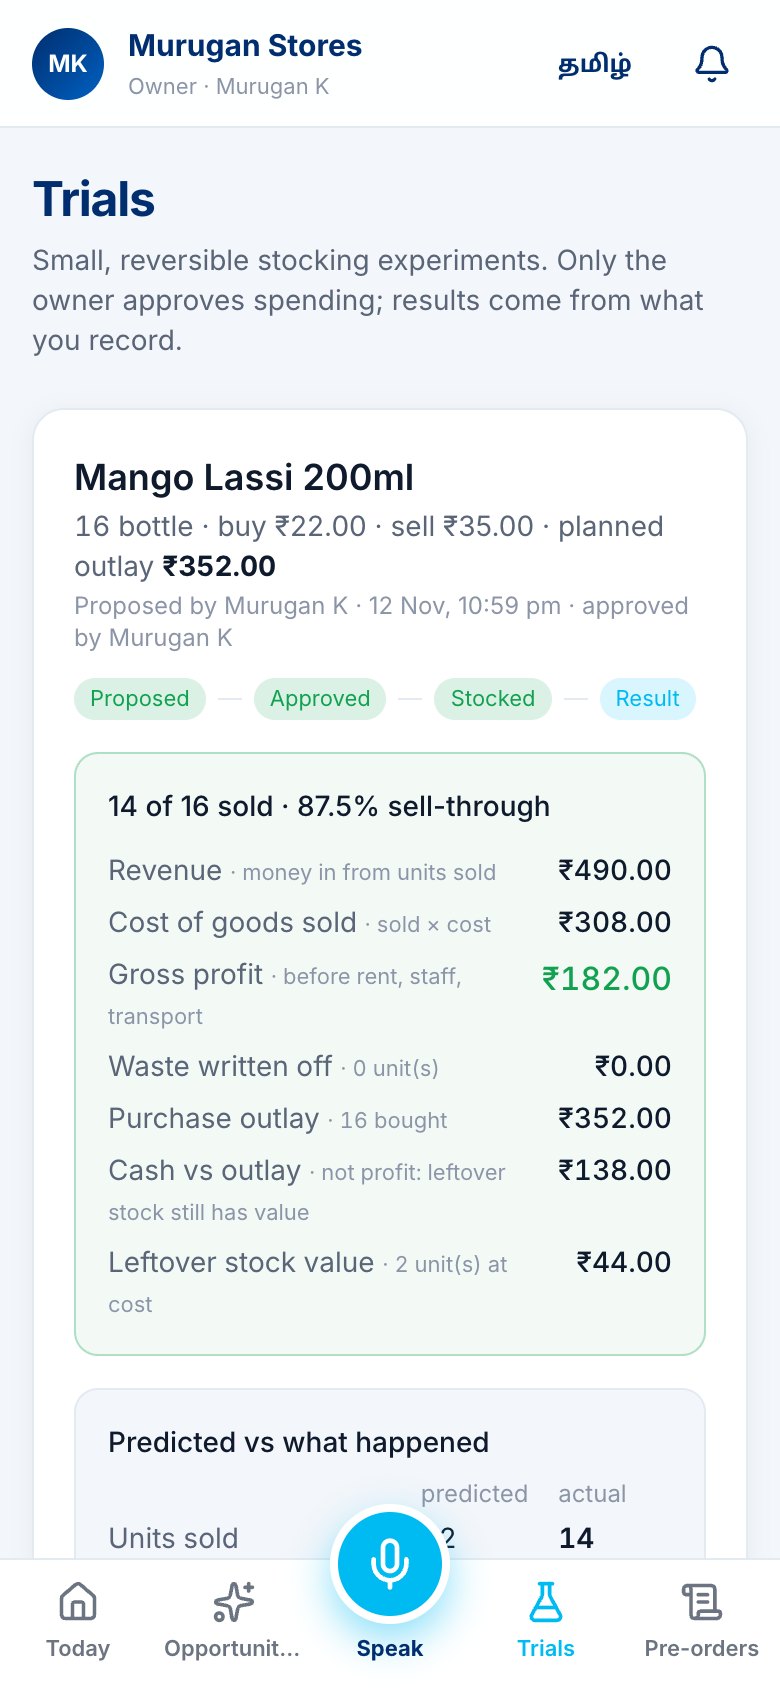 MK
Murugan Stores
Owner · Murugan K
தமிழ்
Trials
Small, reversible stocking experiments. Only the
owner approves spending; results come from what
you record.
Mango Lassi 200ml
16 bottle · buy ₹22.00 · sell ₹35.00 · planned
outlay ₹352.00
Proposed by Murugan K · 12 Nov, 10:59 pm · approved
by Murugan K
Proposed — Approved — Stocked — Result
14 of 16 sold · 87.5% sell-through
Revenue · money in from units sold ₹490.00
Cost of goods sold · sold × cost ₹308.00
Gross profit · before rent, staff, ₹182.00
transport
Waste written off · 0 unit(s) ₹0.00
Purchase outlay · 16 bought ₹352.00
Cash vs outlay · not profit: leftover ₹138.00
stock still has value
Leftover stock value · 2 unit(s) at ₹44.00
cost
Predicted vs what happened
predicted actual
Units sold 14
Today Opportunit... Speak Trials Pre-orders